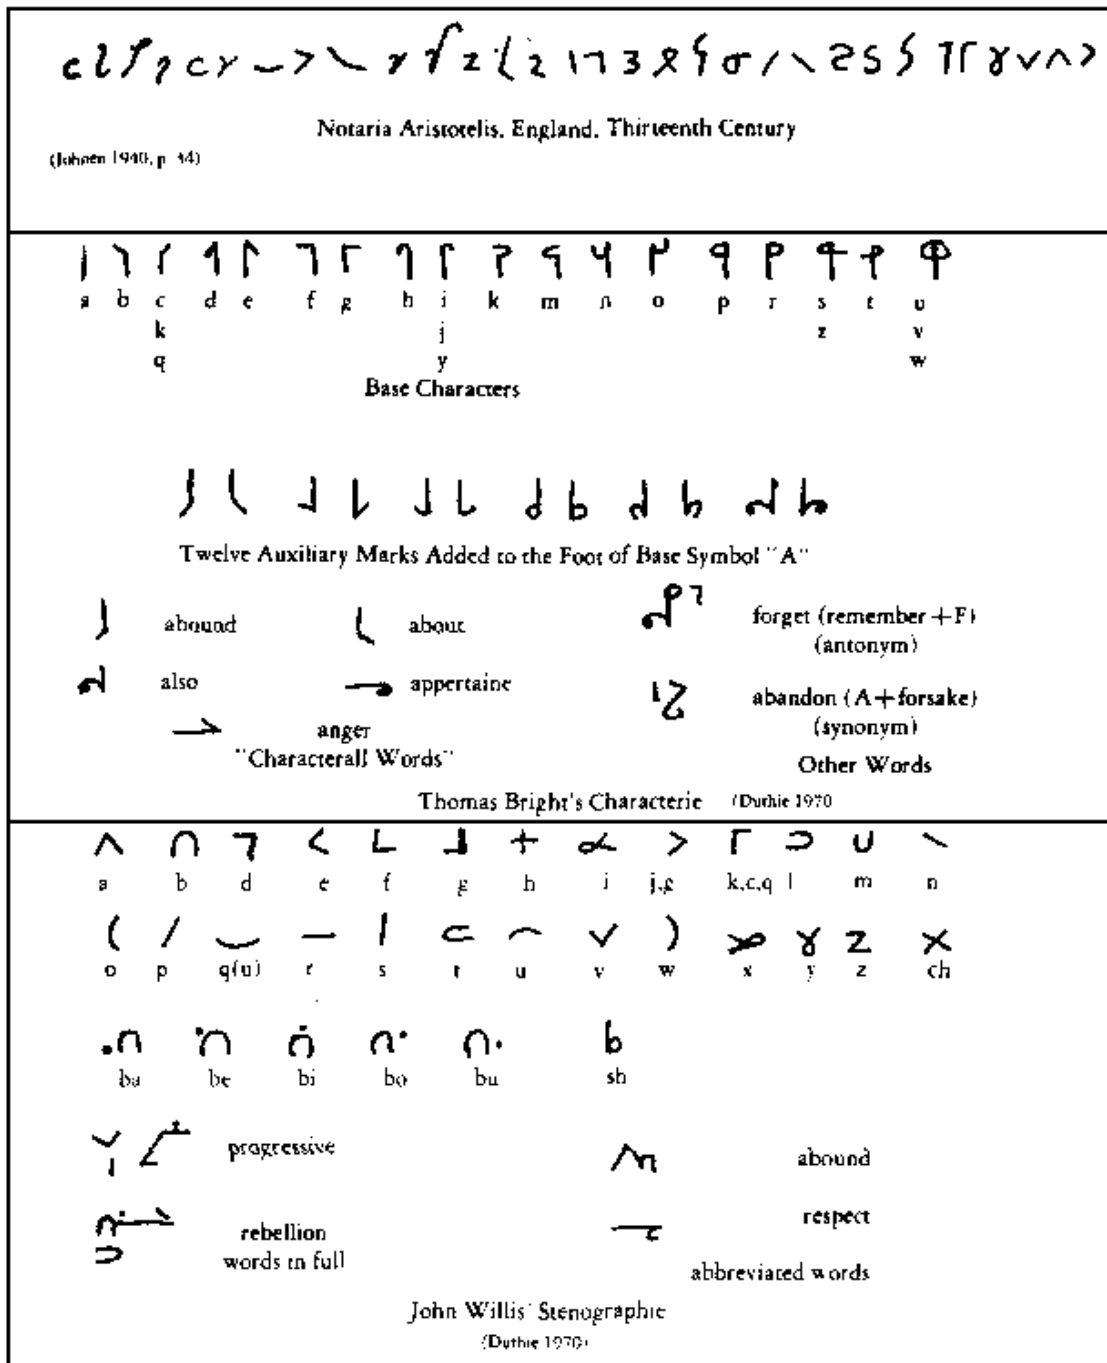 Notaria Aristotelis, England, Thirteenth Century
(Johnen 1940, p. 34)
a b c d e f g h i k m n o p r s t u
k j z v
q y w
Base Characters
Twelve Auxiliary Marks Added to the Foot of Base Symbol "A"
abound about forget (remember + F)
(antonym)
also appertaine abandon (A + forsake)
anger (synonym)
"Characterall Words" Other Words
Thomas Bright's Characterie (Duthie 1970
a b d e f g h i j,g k,c,q l m n
o p q(u) r s t u v w x y z ch
ba be bi bo bu sh
progressive abound
rebellion respect
words in full abbreviated words
John Willis' Stenographie
(Duthie 1970)